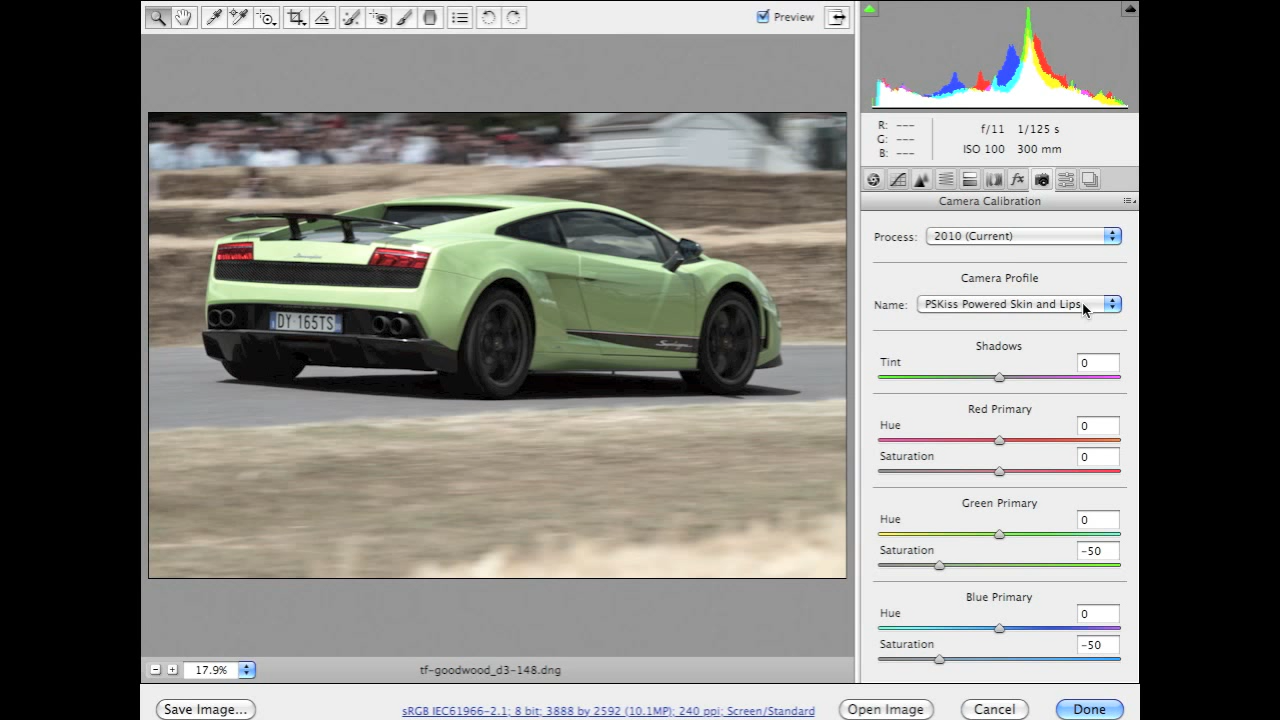 Preview
R: ---
G: ---
B: ---
f/11 1/125 s
ISO 100 300 mm
fx
Camera Calibration
Process: 2010 (Current)
Camera Profile
Name: PSKiss Powered Skin and Lips
Shadows
Tint 0
Red Primary
Hue 0
Saturation 0
Green Primary
Hue 0
Saturation -50
Blue Primary
Hue 0
Saturation -50
DY 165TS
17.9%
tf-goodwood_d3-148.dng
Save Image...
sRGB IEC61966-2.1; 8 bit; 3888 by 2592 (10.1MP); 240 ppi; Screen/Standard
Open Image
Cancel
Done